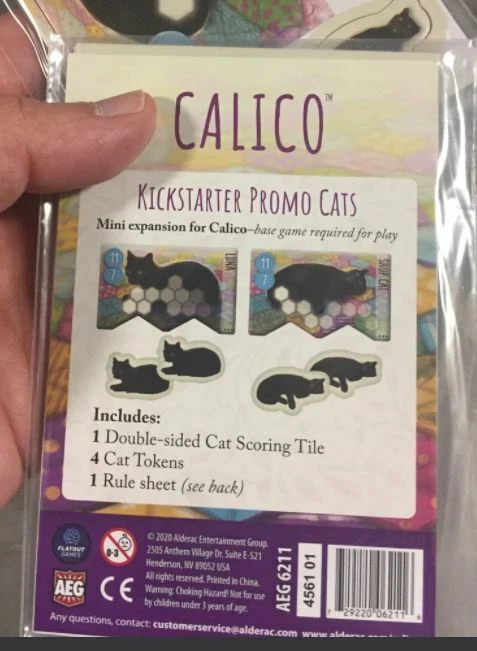 CALICO™
KICKSTARTER PROMO CATS
Mini expansion for Calico—base game required for play
11
7
LUNA
11
7
SHOP CAT
Includes:
1 Double-sided Cat Scoring Tile
4 Cat Tokens
1 Rule sheet (see back)
FLATOUT
GAMES
0-3
AEG
CE
© 2020 Alderac Entertainment Group.
2505 Anthem Village Dr. Suite E-521
Henderson, NV 89052 USA
All rights reserved. Printed in China.
Warning: Choking Hazard! Not for use
by children under 3 years of age.
AEG 6211
4561 01
7 29220 06211 6
Any questions, contact: customerservice@alderac.com